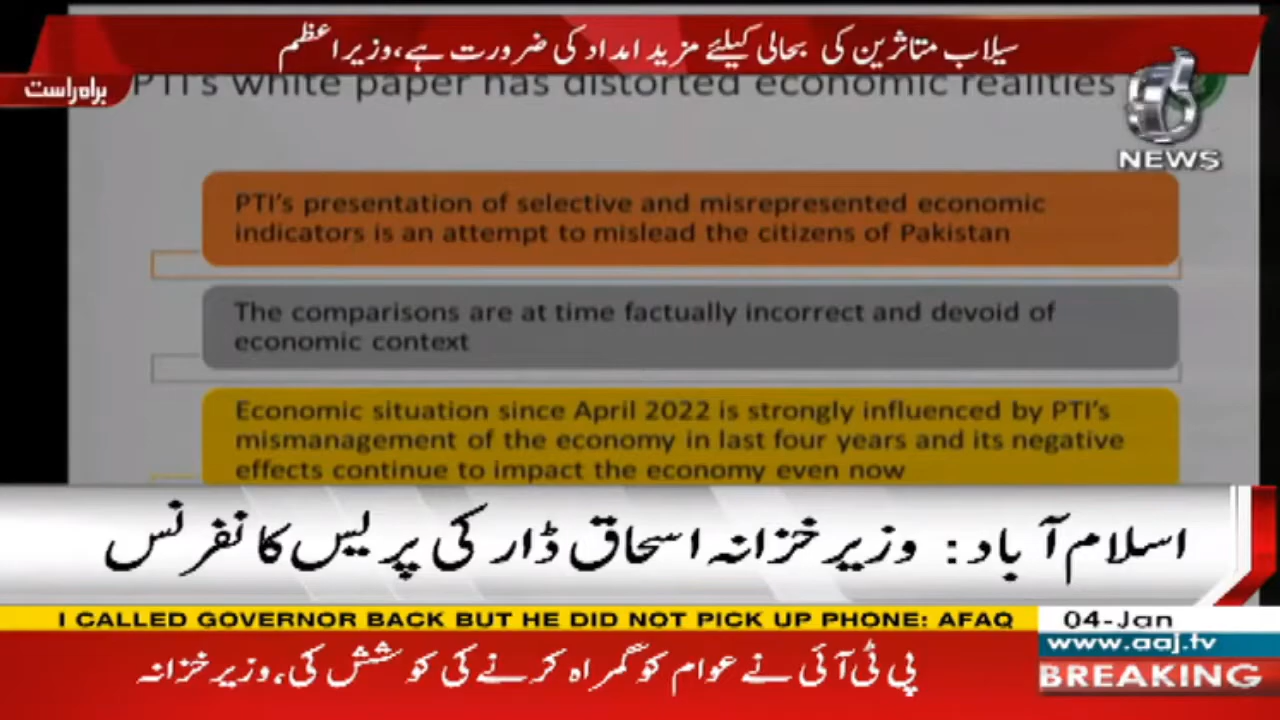 سیلاب متاثرین کی بحالی کیلئے مزید امداد کی ضرورت ہے،وزیراعظم
براہ راست
PTI's white paper has distorted economic realities
NEWS
PTI's presentation of selective and misrepresented economic
indicators is an attempt to mislead the citizens of Pakistan
The comparisons are at time factually incorrect and devoid of
economic context
Economic situation since April 2022 is strongly influenced by PTI's
mismanagement of the economy in last four years and its negative
effects continue to impact the economy even now
اسلام آباد: وزیرخزانہ اسحاق ڈار کی پریس کانفرنس
I CALLED GOVERNOR BACK BUT HE DID NOT PICK UP PHONE: AFAQ
04-Jan
www.aaj.tv
پی ٹی آئی نے عوام کو گمراہ کرنے کی کوشش کی،وزیرخزانہ
BREAKING